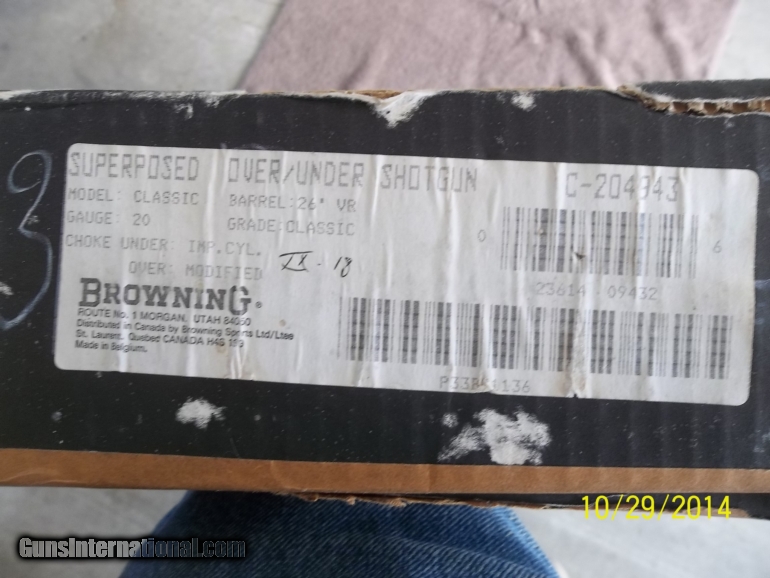 SUPERPOSED OVER/UNDER SHOTGUN C-204943
MODEL: CLASSIC BARREL: 26" VR
GAUGE: 20 GRADE: CLASSIC
CHOKE UNDER: IMP.CYL.
OVER: MODIFIED
IX - 18
0 23614 09432 6
BROWNING®
ROUTE No. 1 MORGAN, UTAH 84050
Distributed in Canada by Browning Sports Ltd/Ltee
St. Laurent, Quebec CANADA H4S
Made in Belgium.
3
10/29/2014
GunsInternational.com